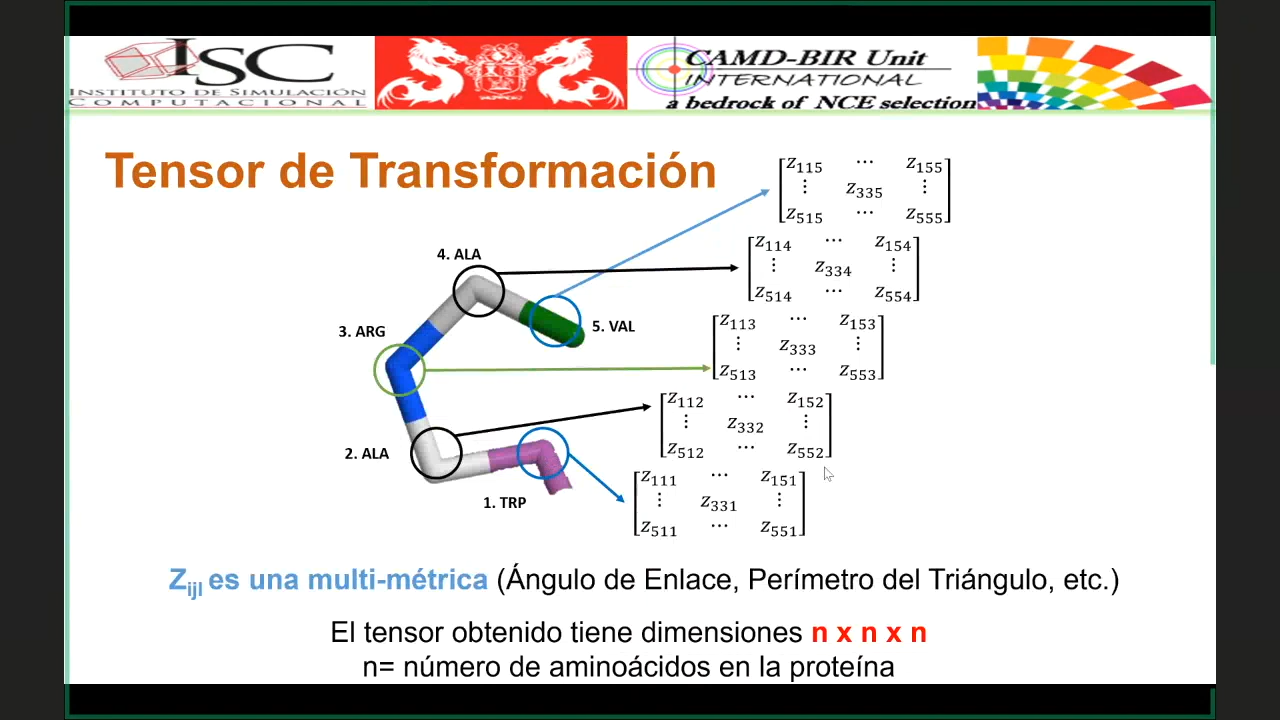 ISC
INSTITUTO DE SIMULACIÓN
COMPUTACIONAL
CAMD-BIR Unit
INTERNATIONAL
a bedrock of NCE selection
Tensor de Transformación
z₁₁₅ ⋯ z₁₅₅
⋮ z₃₃₅ ⋮
z₅₁₅ ⋯ z₅₅₅
4. ALA
z₁₁₄ ⋯ z₁₅₄
⋮ z₃₃₄ ⋮
z₅₁₄ ⋯ z₅₅₄
3. ARG
5. VAL
z₁₁₃ ⋯ z₁₅₃
⋮ z₃₃₃ ⋮
z₅₁₃ ⋯ z₅₅₃
z₁₁₂ ⋯ z₁₅₂
⋮ z₃₃₂ ⋮
z₅₁₂ ⋯ z₅₅₂
2. ALA
1. TRP
z₁₁₁ ⋯ z₁₅₁
⋮ z₃₃₁ ⋮
z₅₁₁ ⋯ z₅₅₁
Zijl es una multi-métrica (Ángulo de Enlace, Perímetro del Triángulo, etc.)
El tensor obtenido tiene dimensiones n x n x n
n= número de aminoácidos en la proteína